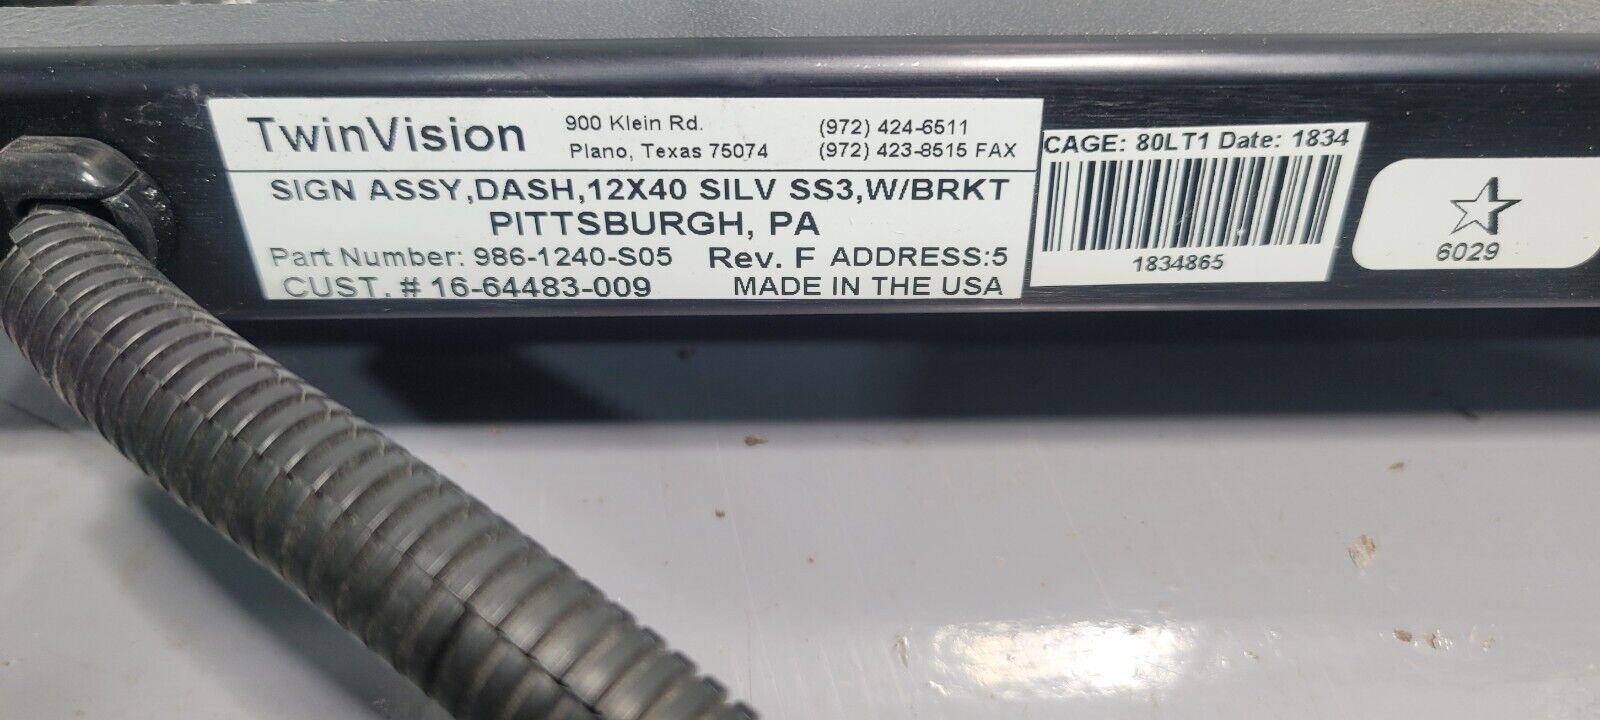 TwinVision
900 Klein Rd.
Plano, Texas 75074
(972) 424-6511
(972) 423-8515 FAX
SIGN ASSY,DASH,12X40 SILV SS3,W/BRKT
PITTSBURGH, PA
Part Number: 986-1240-S05 Rev. F ADDRESS:5
CUST. # 16-64483-009 MADE IN THE USA
CAGE: 80LT1 Date: 1834
1834865
6029